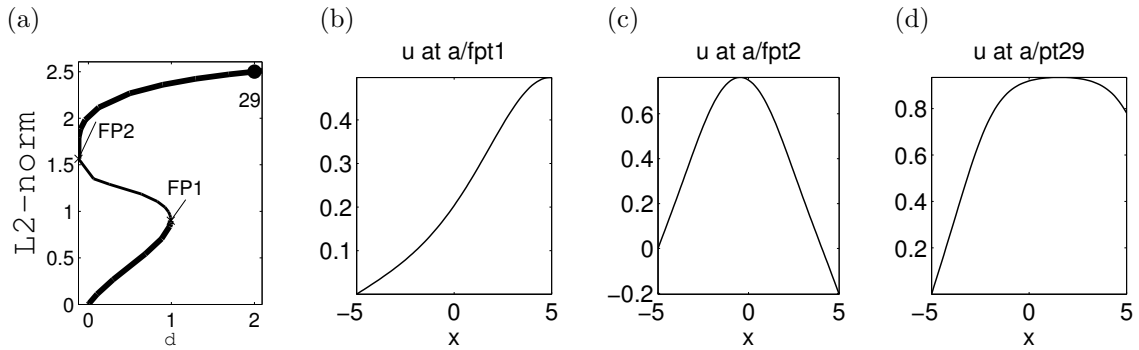 (a)
L2-norm
2.5
2
1.5
1
0.5
0
29
FP2
FP1
0
1
2
d
(b)
u at a/fpt1
0.4
0.3
0.2
0.1
−5
0
5
x
(c)
u at a/fpt2
0.6
0.4
0.2
0
−0.2
−5
0
5
x
(d)
u at a/pt29
0.8
0.6
0.4
0.2
−5
0
5
x